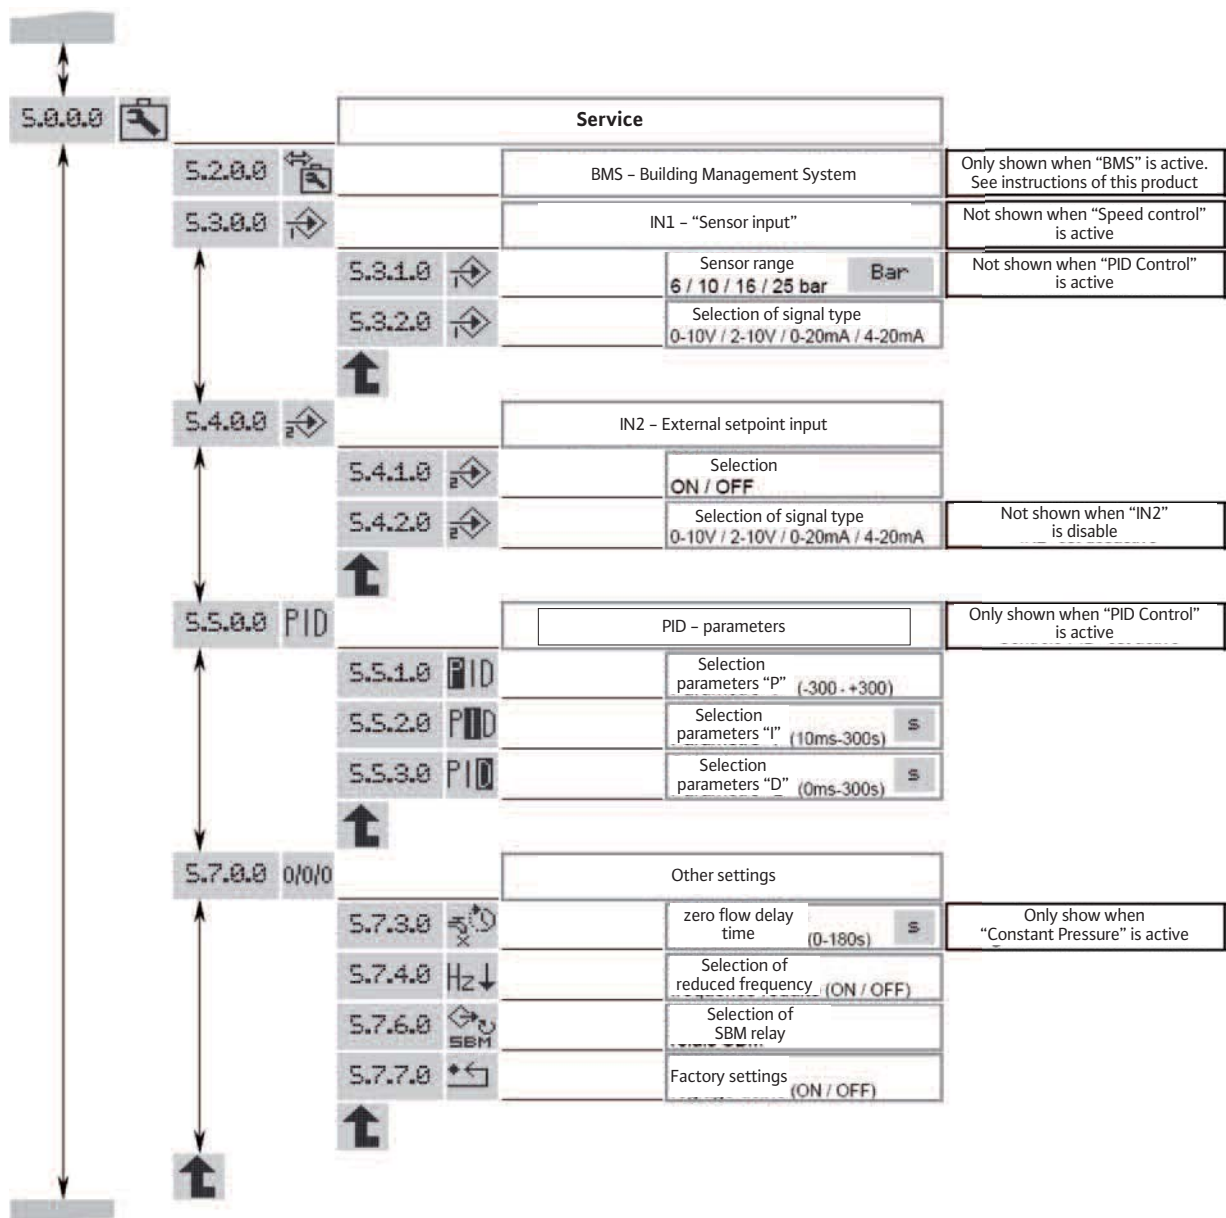 5.0.0.0
Service
5.2.0.0
BMS – Building Management System
Only shown when “BMS” is active.
See instructions of this product
5.3.0.0
1
IN1 – “Sensor input”
Not shown when “Speed control”
is active
5.3.1.0
1
Sensor range
6 / 10 / 16 / 25 bar
Bar
Not shown when “PID Control”
is active
5.3.2.0
1
Selection of signal type
0-10V / 2-10V / 0-20mA / 4-20mA
5.4.0.0
2
IN2 – External setpoint input
5.4.1.0
2
Selection
ON / OFF
5.4.2.0
2
Selection of signal type
0-10V / 2-10V / 0-20mA / 4-20mA
Not shown when “IN2”
is disable
5.5.0.0
PID
PID – parameters
Only shown when “PID Control”
is active
5.5.1.0
PID
Selection
parameters “P” (-300 - +300)
5.5.2.0
PID
Selection
parameters “I” (10ms-300s)
s
5.5.3.0
PID
Selection
parameters “D” (0ms-300s)
s
5.7.0.0
0/0/0
Other settings
5.7.3.0
zero flow delay
time (0-180s)
s
Only show when
“Constant Pressure” is active
5.7.4.0
Hz
Selection of
reduced frequency (ON / OFF)
5.7.6.0
SBM
Selection of
SBM relay
5.7.7.0
Factory settings
(ON / OFF)